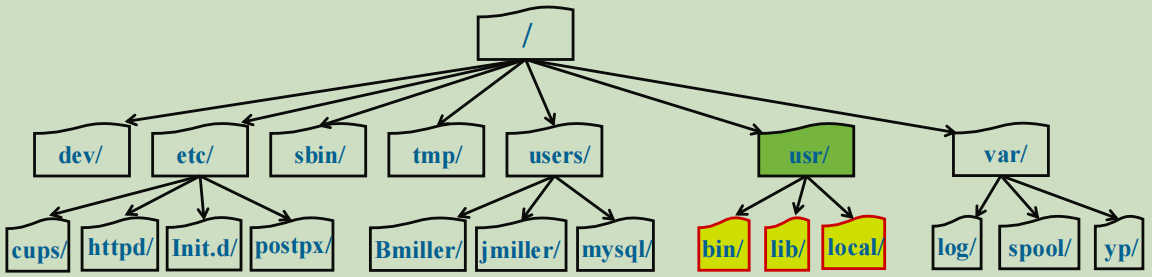 /
dev/
etc/
sbin/
tmp/
users/
usr/
var/
cups/
httpd/
Init.d/
postpx/
Bmiller/
jmiller/
mysql/
bin/
lib/
local/
log/
spool/
yp/